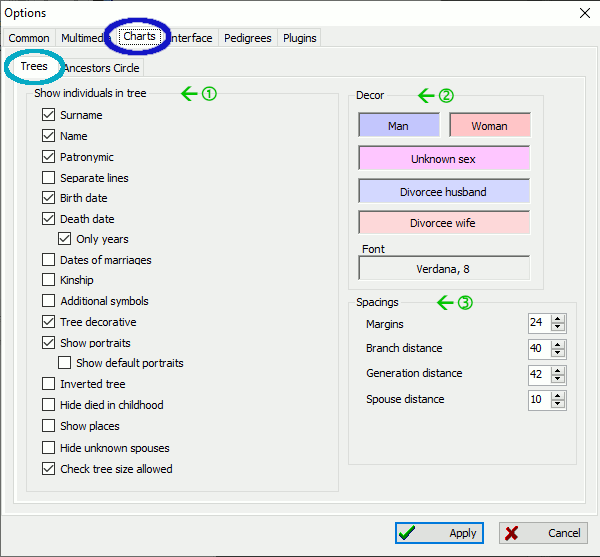 Options
Common Multimedia Charts Interface Pedigrees Plugins
Trees Ancestors Circle
Show individuals in tree ①
Surname
Name
Patronymic
Separate lines
Birth date
Death date
Only years
Dates of marriages
Kinship
Additional symbols
Tree decorative
Show portraits
Show default portraits
Inverted tree
Hide died in childhood
Show places
Hide unknown spouses
Check tree size allowed
Decor ②
Man Woman
Unknown sex
Divorcee husband
Divorcee wife
Font
Verdana, 8
Spacings ③
Margins 24
Branch distance 40
Generation distance 42
Spouse distance 10
Apply Cancel